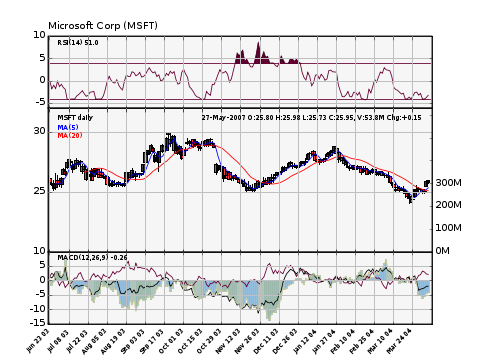 Microsoft Corp (MSFT)
10
5
0
-5
RSI(14) 51.0
MSFT daily
27-May-2007 O:25.80 H:25.98 L:25.73 C:25.95, V:53.8M Chg:+0.15
MA(5)
MA(20)
30
25
10
300M
200M
100M
0M
MACD(12,26,9) -0.26
5
0
-5
-10
-15
Jun 23 03
Jul 08 03
Jul 22 03
Aug 05 03
Aug 19 03
Sep 03 03
Sep 17 03
Oct 01 03
Oct 15 03
Oct 29 03
Nov 12 03
Nov 26 03
Dec 11 03
Dec 26 03
Jan 12 04
Jan 27 04
Feb 10 04
Feb 25 04
Mar 10 04
Mar 24 04